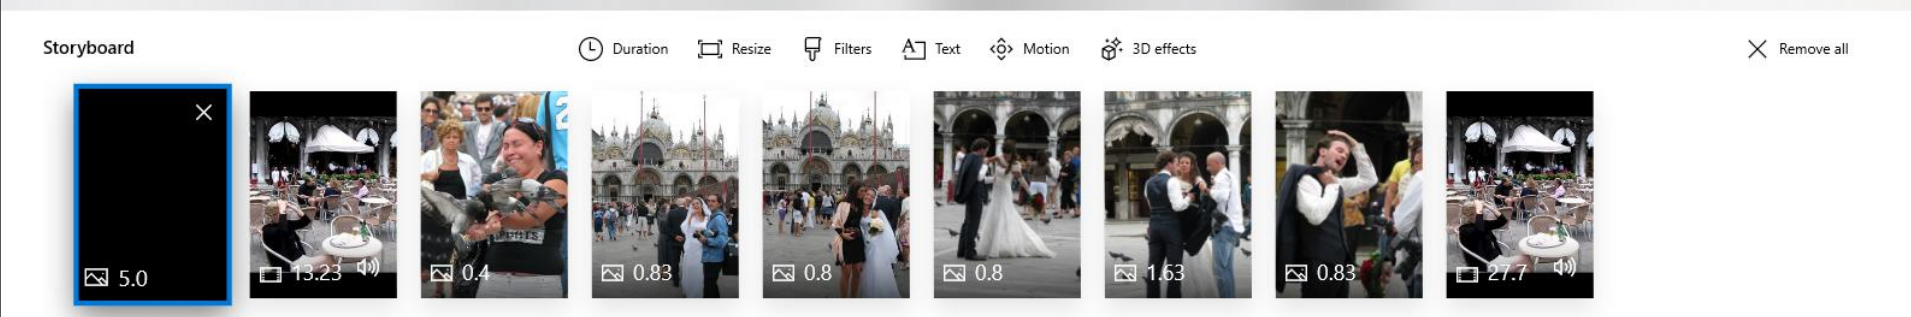 Storyboard
Duration
Resize
Filters
Text
Motion
3D effects
Remove all
5.0
13.23
0.4
0.83
0.8
0.8
1.63
0.83
27.7